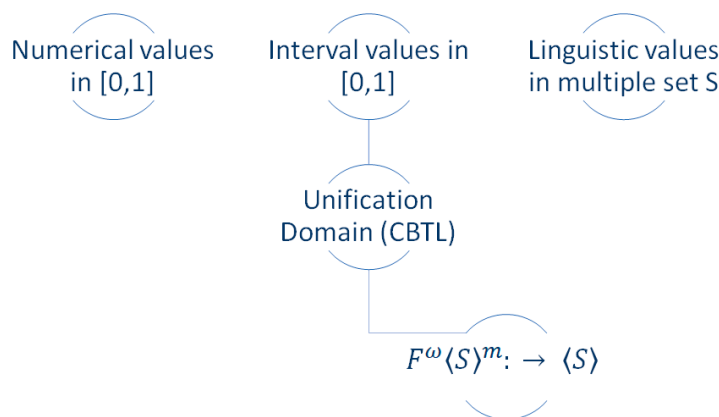 Numerical values
in [0,1]
Interval values in
[0,1]
Linguistic values
in multiple set S
Unification
Domain (CBTL)
F^ω⟨S⟩^m: → ⟨S⟩